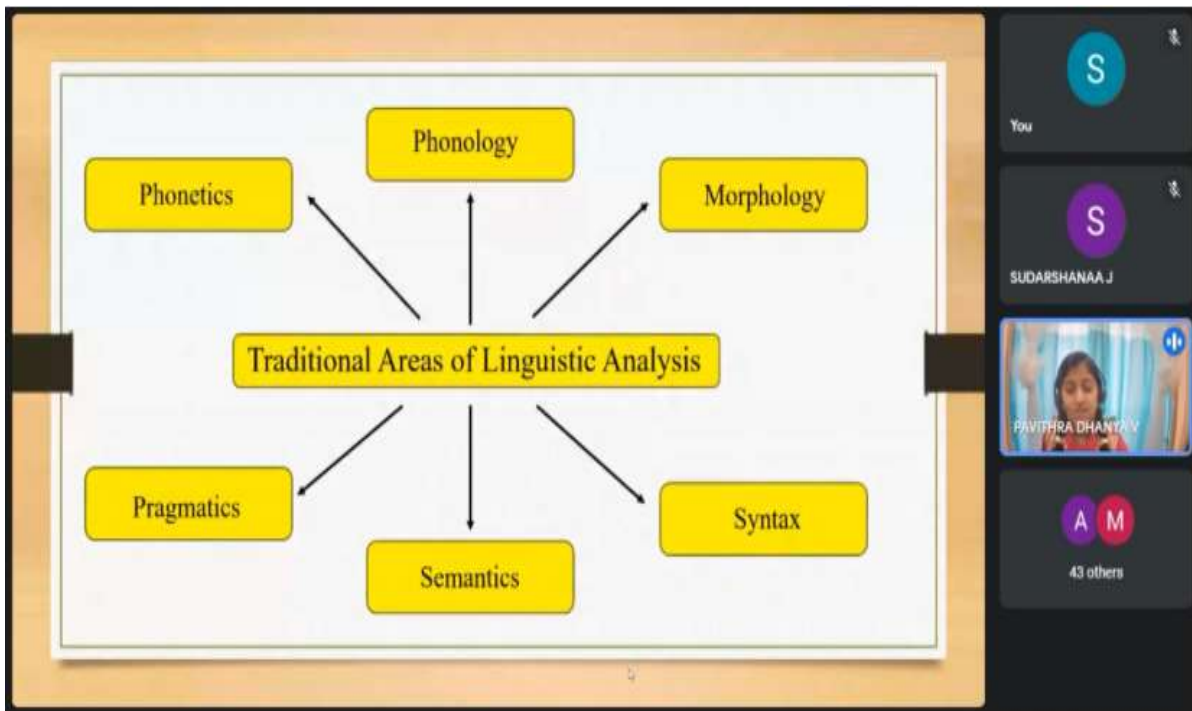 Phonology
Phonetics
Morphology
Traditional Areas of Linguistic Analysis
Pragmatics
Syntax
Semantics
S
You
S
SUDARSHANAA J
PAVITHRA DHANYA V
A M
43 others